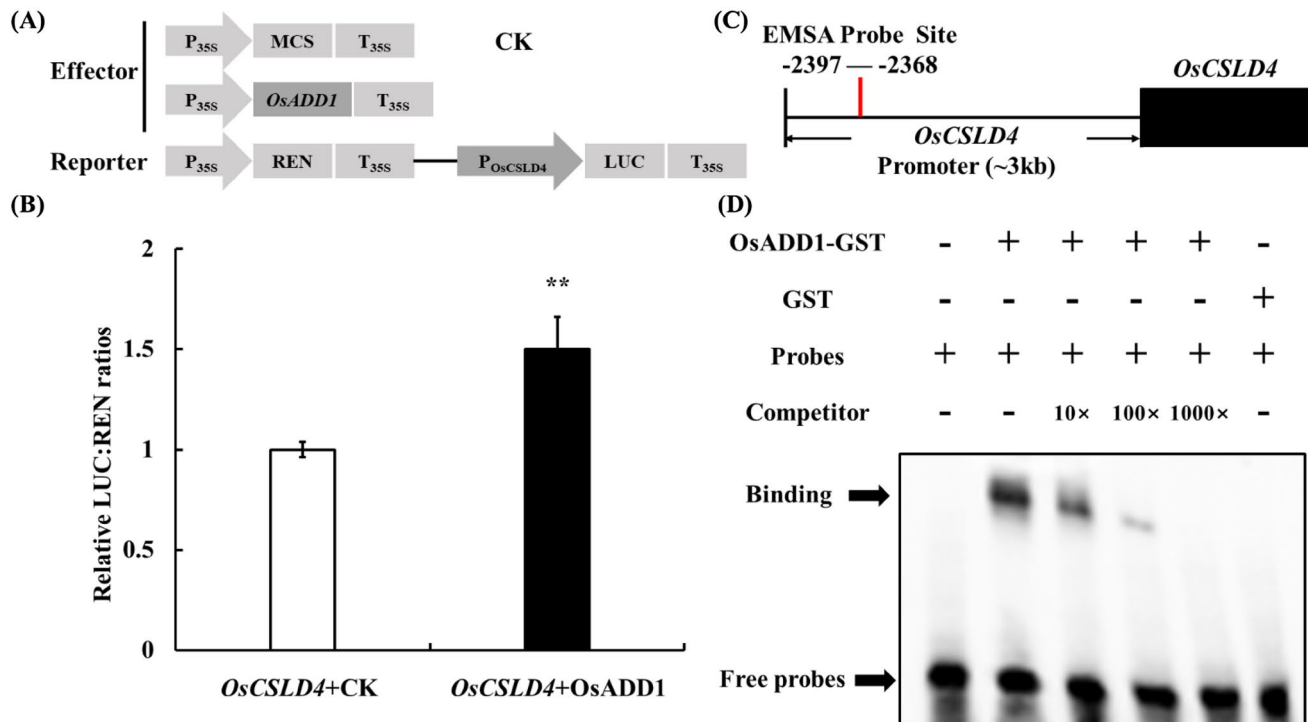 (A)
P35S MCS T35S CK
Effector
P35S OsADD1 T35S
Reporter P35S REN T35S POsCSLD4 LUC T35S
(B)
Relative LUC:REN ratios
2
1.5
1
0.5
0
**
OsCSLD4+CK OsCSLD4+OsADD1
(C)
EMSA Probe Site
-2397 — -2368
OsCSLD4
OsCSLD4
Promoter (~3kb)
(D)
OsADD1-GST - + + + + -
GST - - - - - +
Probes + + + + + +
Competitor - - 10× 100× 1000× -
Binding
Free probes